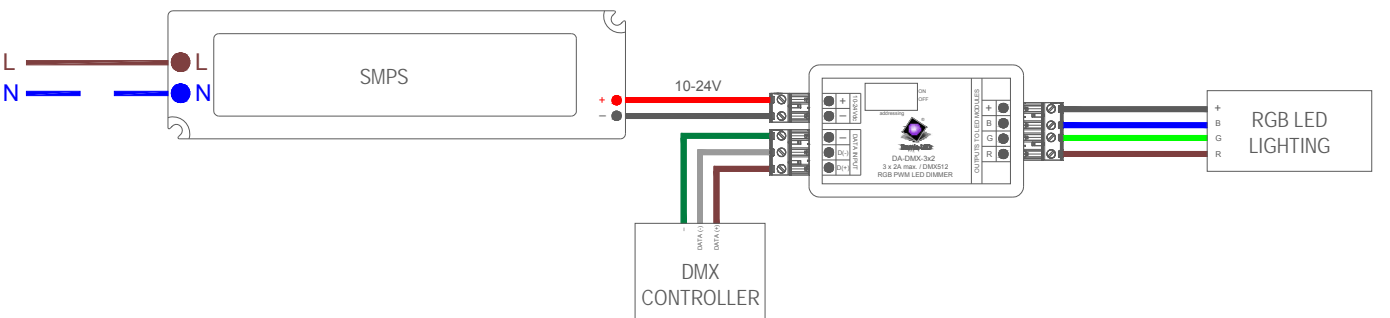 L
L
N
N
SMPS
+
−
10-24V
+
−
10-24Vdc
−
D(-)
D(+)
DATA INPUT
ON
OFF
addressing
DA-DMX-3x2
3 x 2A max. / DMX512
RGB PWM LED DIMMER
OUTPUTS TO LED MODULES
+
B
G
R
+
B
G
R
RGB LED
LIGHTING
-
DATA (-)
DATA (+)
DMX
CONTROLLER